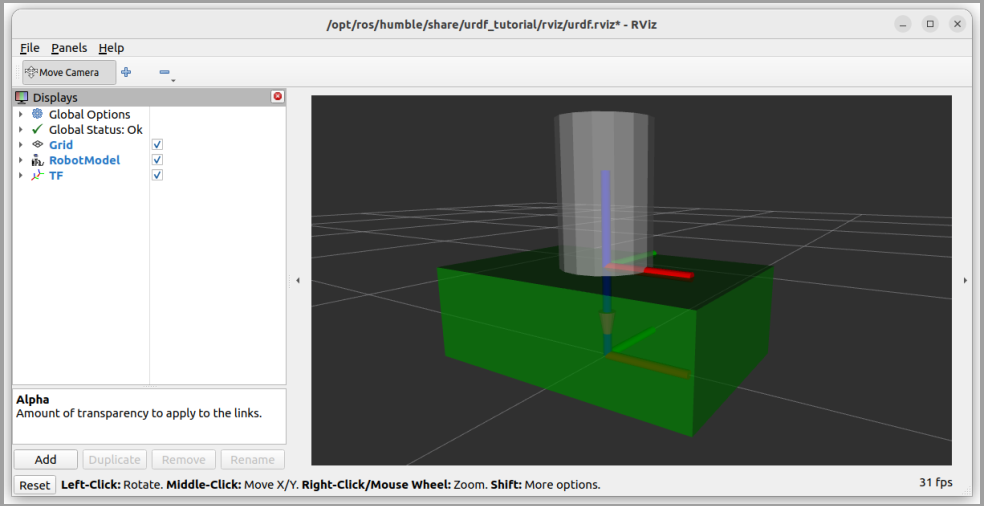 /opt/ros/humble/share/urdf_tutorial/rviz/urdf.rviz* - RViz
File Panels Help
Move Camera
Displays
Global Options
Global Status: Ok
Grid
RobotModel
TF
Alpha
Amount of transparency to apply to the links.
Add Duplicate Remove Rename
Reset Left-Click: Rotate. Middle-Click: Move X/Y. Right-Click/Mouse Wheel: Zoom. Shift: More options. 31 fps